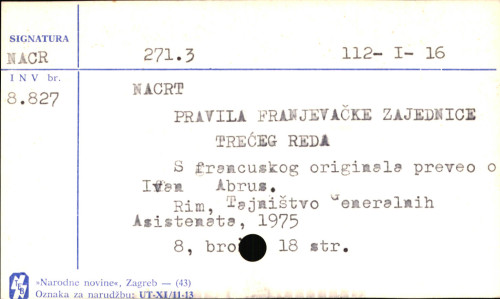 SIGNATURA
NACR 271.3 112- I- 16
INV br.
8.827
NACRT
PRAVILA FRANJEVAČKE ZAJEDNICE
TREĆEG REDA
S francuskog originala preveo o
Ivan Abrus.
Rim, Tajništvo Generalnih
Asistenata, 1975
8, bro 18 str.
»Narodne novine«, Zagreb — (43)
Oznaka za narudžbu: UT-XI/11-13